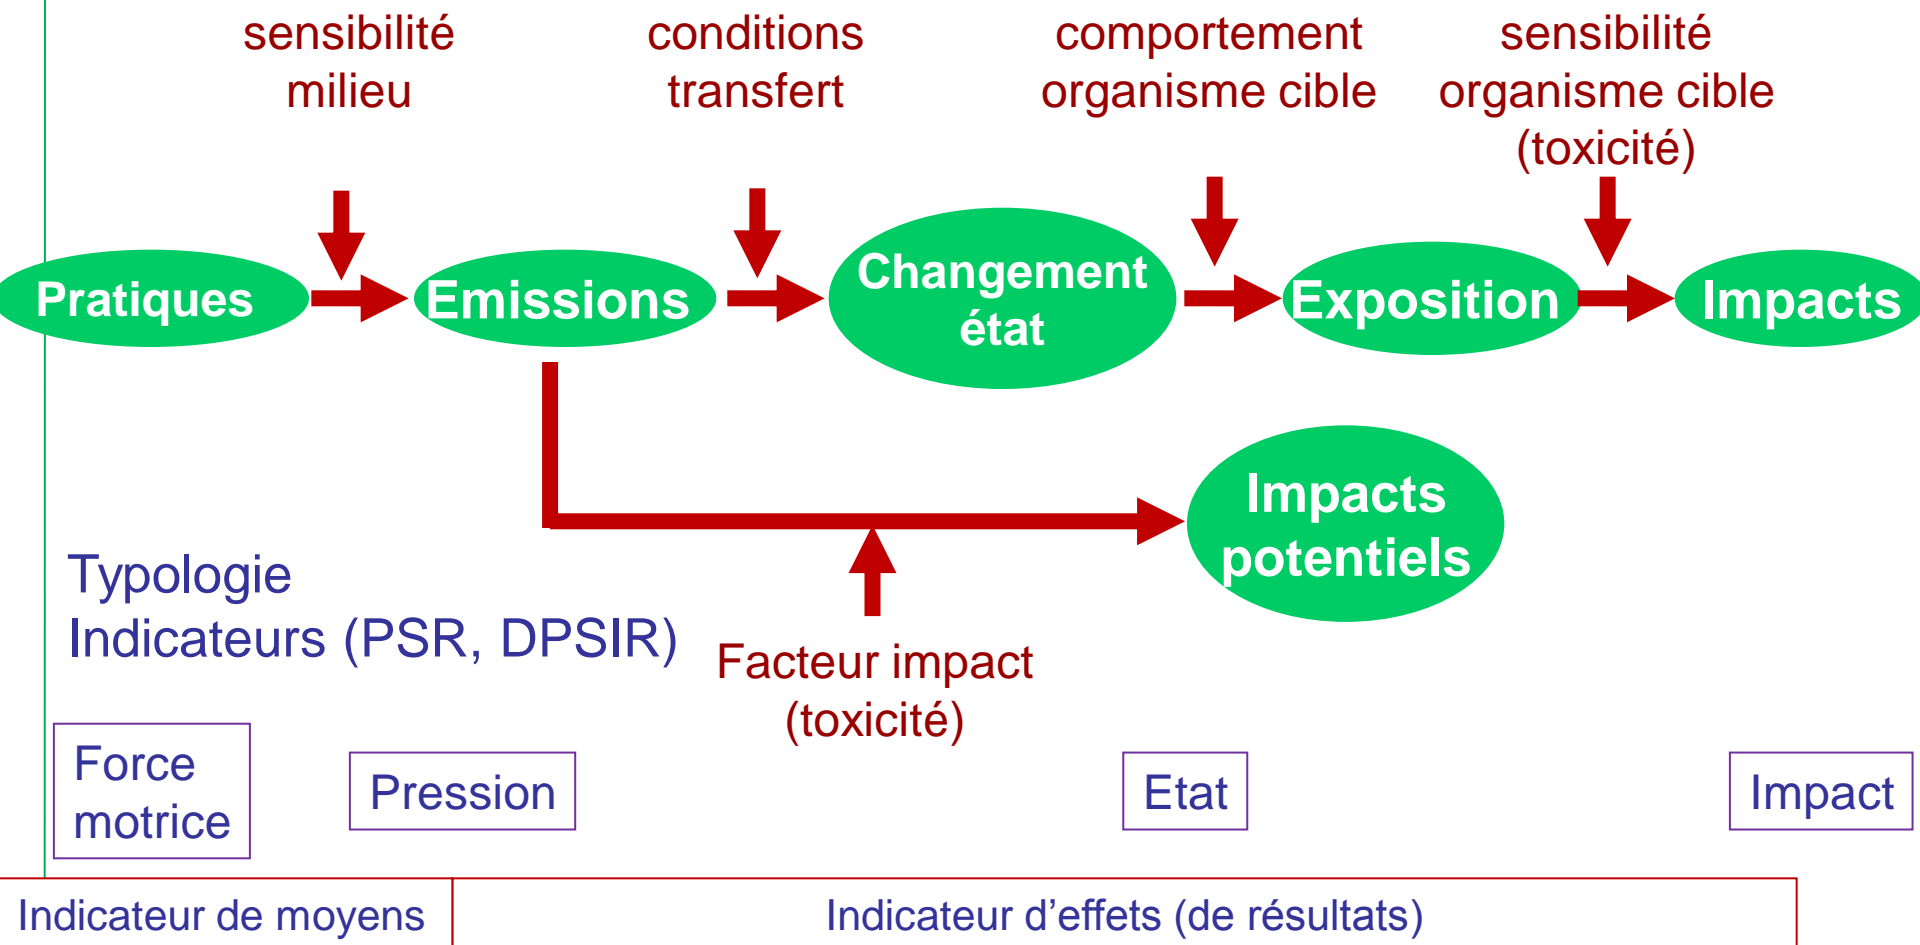 sensibilité
milieu
conditions
transfert
comportement
organisme cible
sensibilité
organisme cible
(toxicité)
Pratiques
Emissions
Changement
état
Exposition
Impacts
Impacts
potentiels
Typologie
Indicateurs (PSR, DPSIR)
Facteur impact
(toxicité)
Force
motrice
Pression
Etat
Impact
Indicateur de moyens
Indicateur d’effets (de résultats)